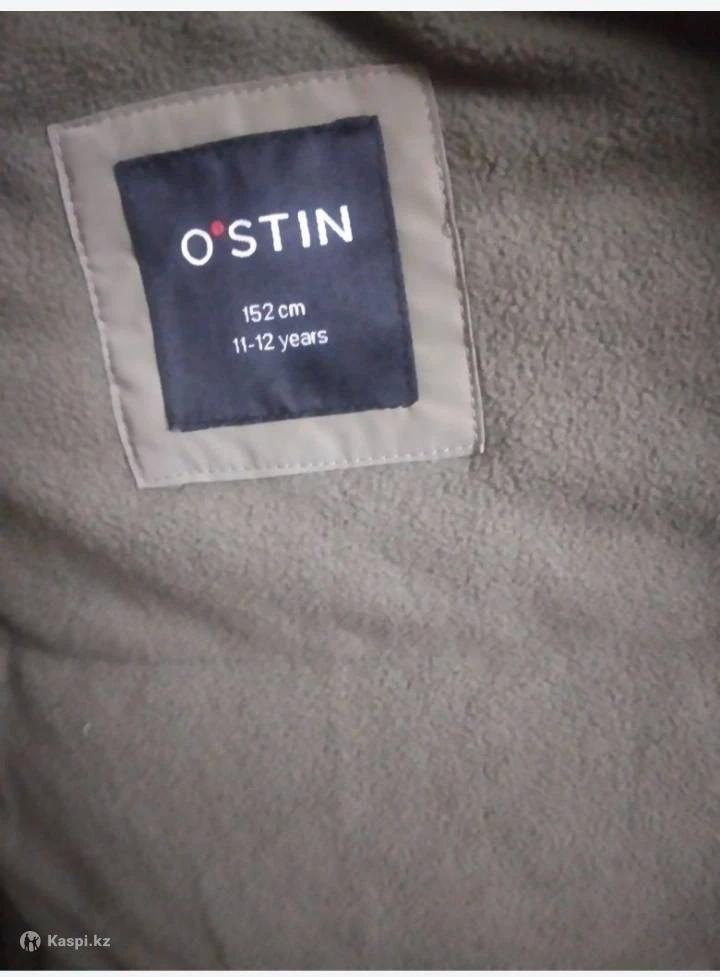 O'STIN
152 cm
11-12 years
Kaspi.kz